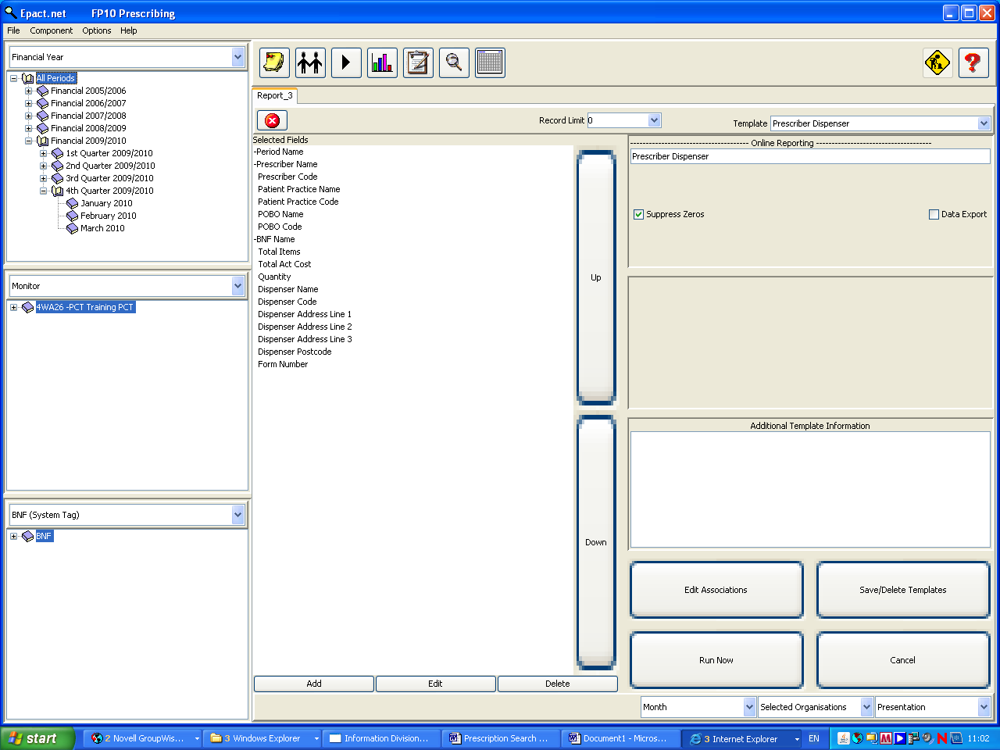 Epact.net FP10 Prescribing
File Component Options Help
Financial Year
All Periods
Financial 2005/2006
Financial 2006/2007
Financial 2007/2008
Financial 2008/2009
Financial 2009/2010
1st Quarter 2009/2010
2nd Quarter 2009/2010
3rd Quarter 2009/2010
4th Quarter 2009/2010
January 2010
February 2010
March 2010
Monitor
4WA26 -PCT Training PCT
BNF (System Tag)
BNF
Report_3
Record Limit 0
Template Prescriber Dispenser
Selected Fields
-Period Name
-Prescriber Name
Prescriber Code
Patient Practice Name
Patient Practice Code
POBO Name
POBO Code
-BNF Name
Total Items
Total Act Cost
Quantity
Dispenser Name
Dispenser Code
Dispenser Address Line 1
Dispenser Address Line 2
Dispenser Address Line 3
Dispenser Postcode
Form Number
Up
Down
Add Edit Delete
Online Reporting
Prescriber Dispenser
Suppress Zeros Data Export
Additional Template Information
Edit Associations Save/Delete Templates
Run Now Cancel
Month Selected Organisations Presentation
start 2 Novell GroupWis... 3 Windows Explorer Information Division... Prescription Search ... Document1 - Micros... 3 Internet Explorer EN 11:02